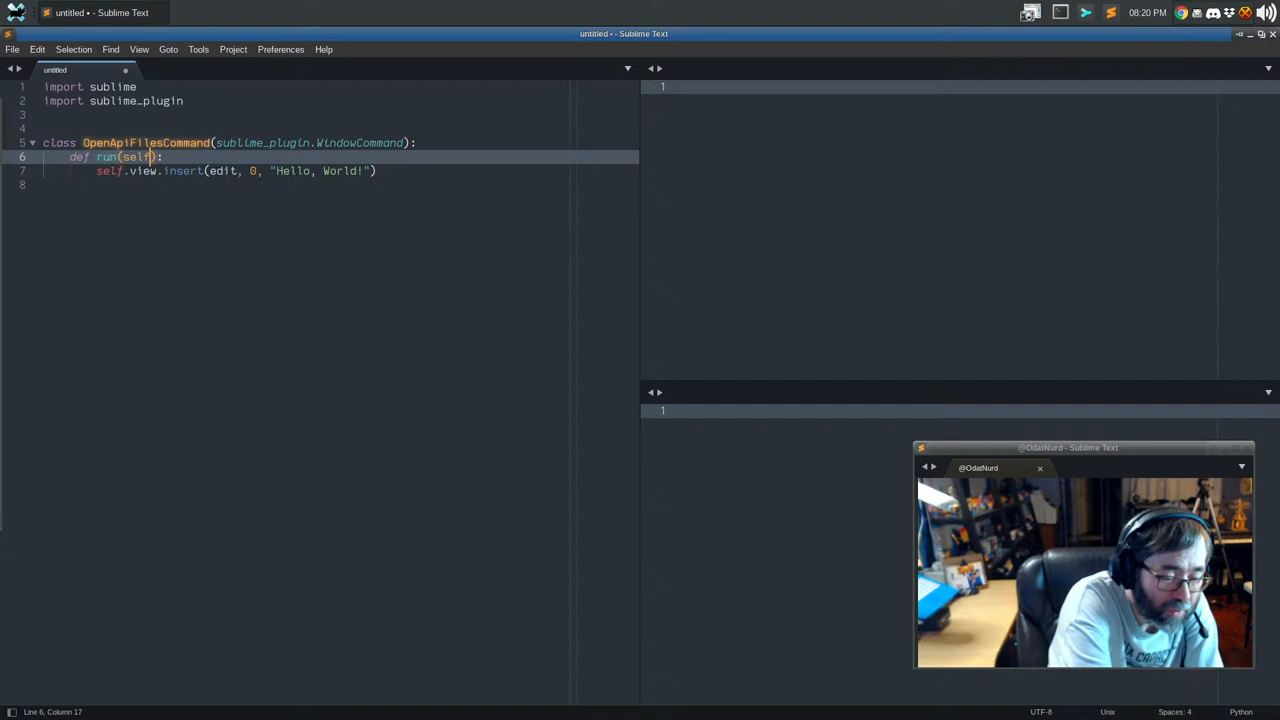 untitled • - Sublime Text
08:20 PM
untitled • - Sublime Text
File Edit Selection Find View Goto Tools Project Preferences Help
untitled
1 import sublime
2 import sublime_plugin
3
4
5 class OpenApiFilesCommand(sublime_plugin.WindowCommand):
6 def run(self):
7 self.view.insert(edit, 0, "Hello, World!")
8
1
1
@OdatNurd - Sublime Text
@OdatNurd
Line 6, Column 17
UTF-8 Unix Spaces: 4 Python